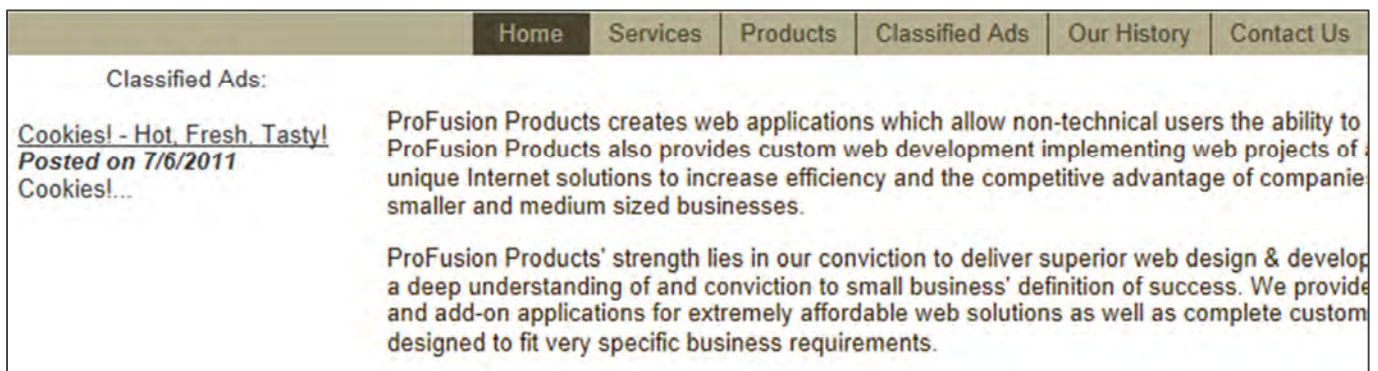 Home Services Products Classified Ads Our History Contact Us
Classified Ads:
Cookies! - Hot, Fresh, Tasty!
Posted on 7/6/2011
Cookies!...
ProFusion Products creates web applications which allow non-technical users the ability to
ProFusion Products also provides custom web development implementing web projects of
unique Internet solutions to increase efficiency and the competitive advantage of
smaller and medium sized businesses.
ProFusion Products' strength lies in our conviction to deliver superior web design &
a deep understanding of and conviction to small business' definition of success. We provide
and add-on applications for extremely affordable web solutions as well as complete custom
designed to fit very specific business requirements.